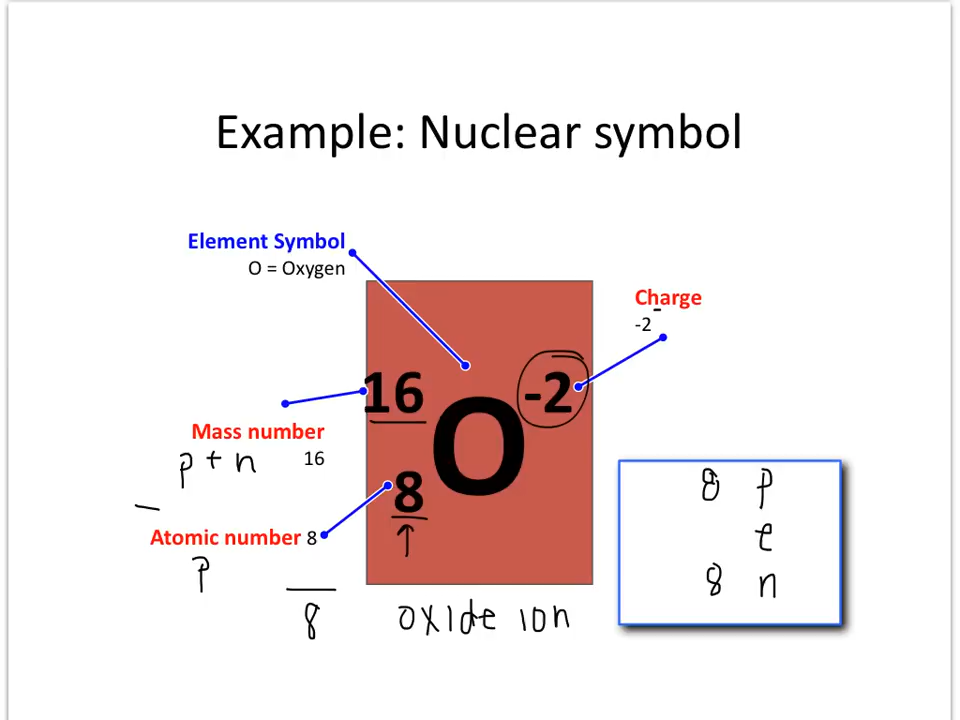 Example: Nuclear symbol
Element Symbol
O = Oxygen
Charge
-2
16
O
-2
Mass number
16
p + n
8
Atomic number 8
p
8
oxide ion
8 p
e
8 n